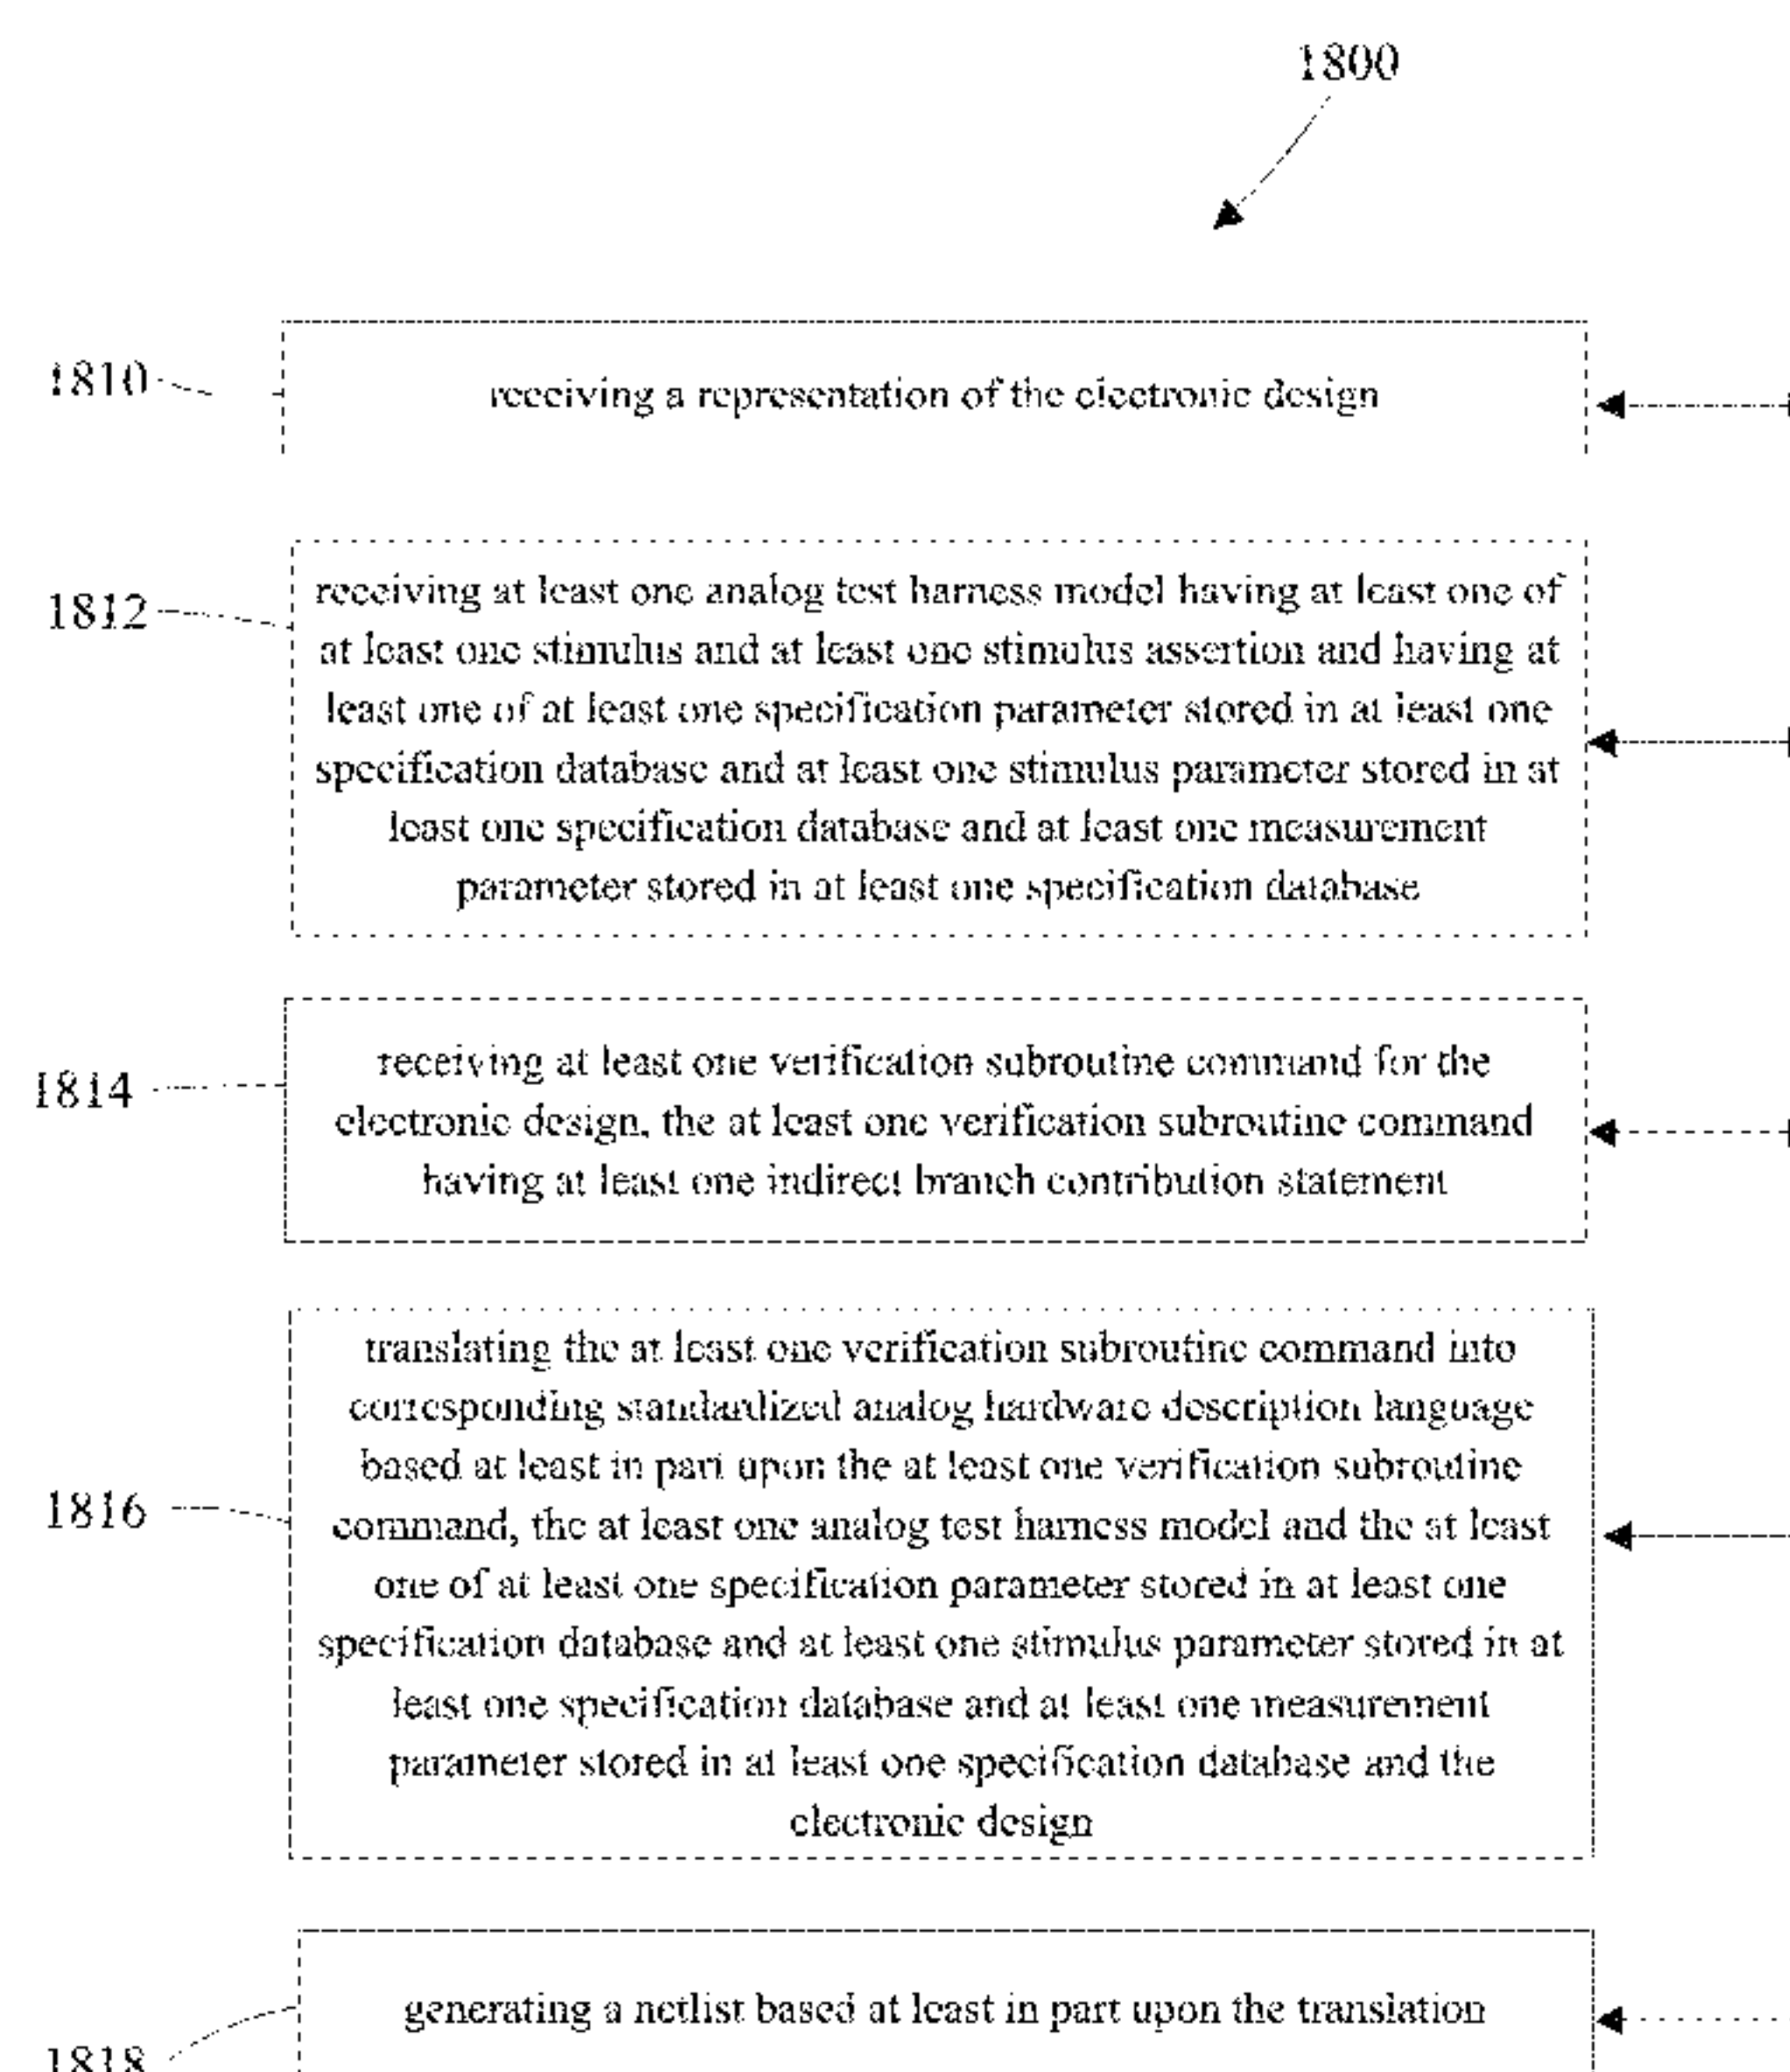 1800
1810
receiving a representation of the electronic design
1812
receiving at least one analog test harness model having at least one of
at least one stimulus and at least one stimulus assertion and having at
least one of at least one specification parameter stored in at least one
specification database and at least one stimulus parameter stored in at
least one specification database and at least one measurement
parameter stored in at least one specification database
1814
receiving at least one verification subroutine command for the
electronic design, the at least one verification subroutine command
having at least one indirect branch contribution statement
1816
translating the at least one verification subroutine command into
corresponding standardized analog hardware description language
based at least in part upon the at least one verification subroutine
command, the at least one analog test harness model and the at least
one of at least one specification parameter stored in at least one
specification database and at least one stimulus parameter stored in at
least one specification database and at least one measurement
parameter stored in at least one specification database and the
electronic design
1818
generating a netlist based at least in part upon the translation